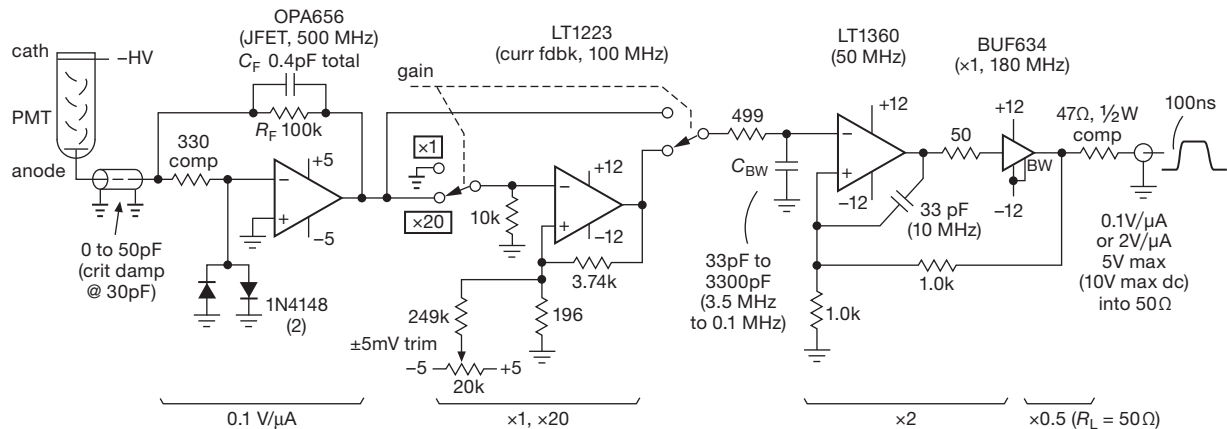 OPA656
(JFET, 500 MHz)
C_F 0.4pF total
R_F 100k
cath
−HV
PMT
anode
330
comp
+5
−
+
−5
0 to 50pF
(crit damp
@ 30pF)
1N4148
(2)
0.1 V/μA
LT1223
(curr fdbk, 100 MHz)
gain
×1
×20
10k
+12
−
+
−12
3.74k
249k
196
±5mV trim
−5
+5
20k
×1, ×20
499
C_BW
33pF to
3300pF
(3.5 MHz
to 0.1 MHz)
LT1360
(50 MHz)
+12
−
+
−12
33 pF
(10 MHz)
50
1.0k
1.0k
×2
BUF634
(×1, 180 MHz)
+12
BW
−12
47Ω, ½W
comp
100ns
0.1V/μA
or 2V/μA
5V max
(10V max dc)
into 50Ω
×0.5 (R_L = 50Ω)